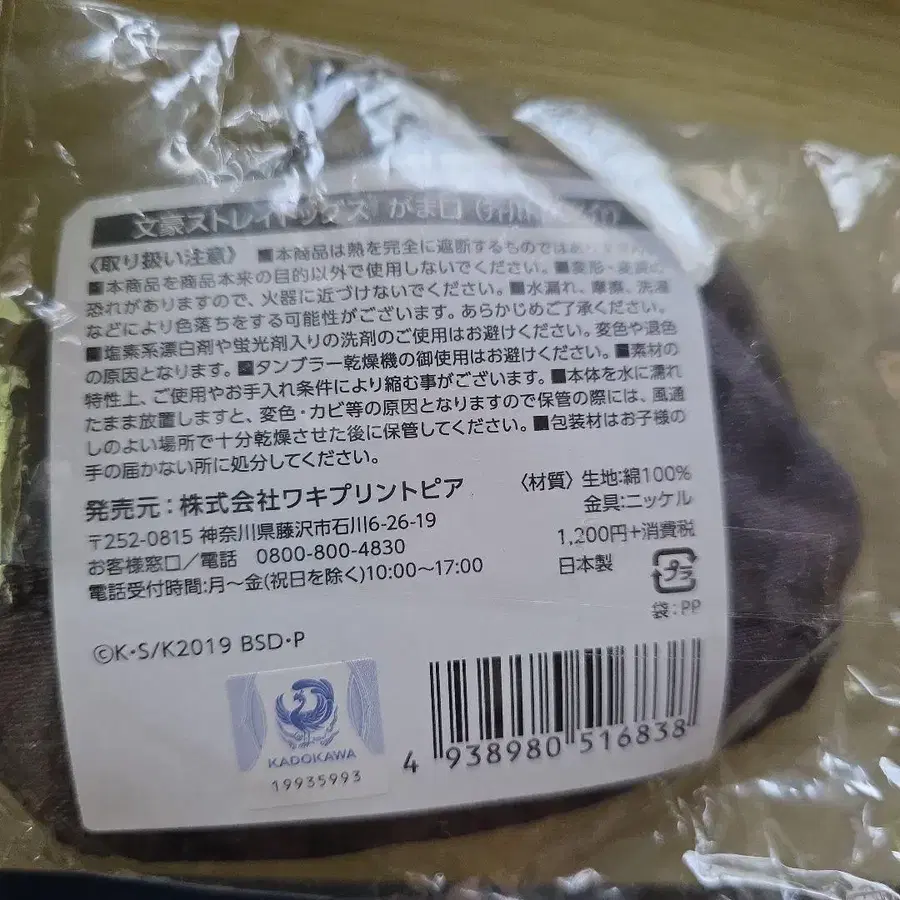 文豪ストレイドッグス がま口
《取り扱い注意》 ■本商品は熱を完全に遮断するものではあり
■本商品を商品本来の目的以外で使用しないでください。■変形・変質の
恐れがありますので、火器に近づけないでください。■水漏れ、摩擦、洗濯
などにより色落ちをする可能性がございます。あらかじめご了承ください。
■塩素系漂白剤や蛍光剤入りの洗剤のご使用はお避けください。変色や退色
の原因となります。■タンブラー乾燥機の御使用はお避けください。■素材の
特性上、ご使用やお手入れ条件により縮む事がございます。■本体を水に濡れ
たまま放置しますと、変色・カビ等の原因となりますので保管の際には、風通
しのよい場所で十分乾燥させた後に保管してください。■包装材はお子様の
手の届かない所に処分してください。
発売元:株式会社ワキプリントピア
〒252-0815 神奈川県藤沢市石川6-26-19
お客様窓口/電話 0800-800-4830
電話受付時間:月〜金(祝日を除く)10:00〜17:00
〈材質〉生地:綿100%
金具:ニッケル
1,200円+消費税
日本製
プラ
袋:PP
©K・S/K2019 BSD・P
KADOKAWA
19935993
4 938980 516838